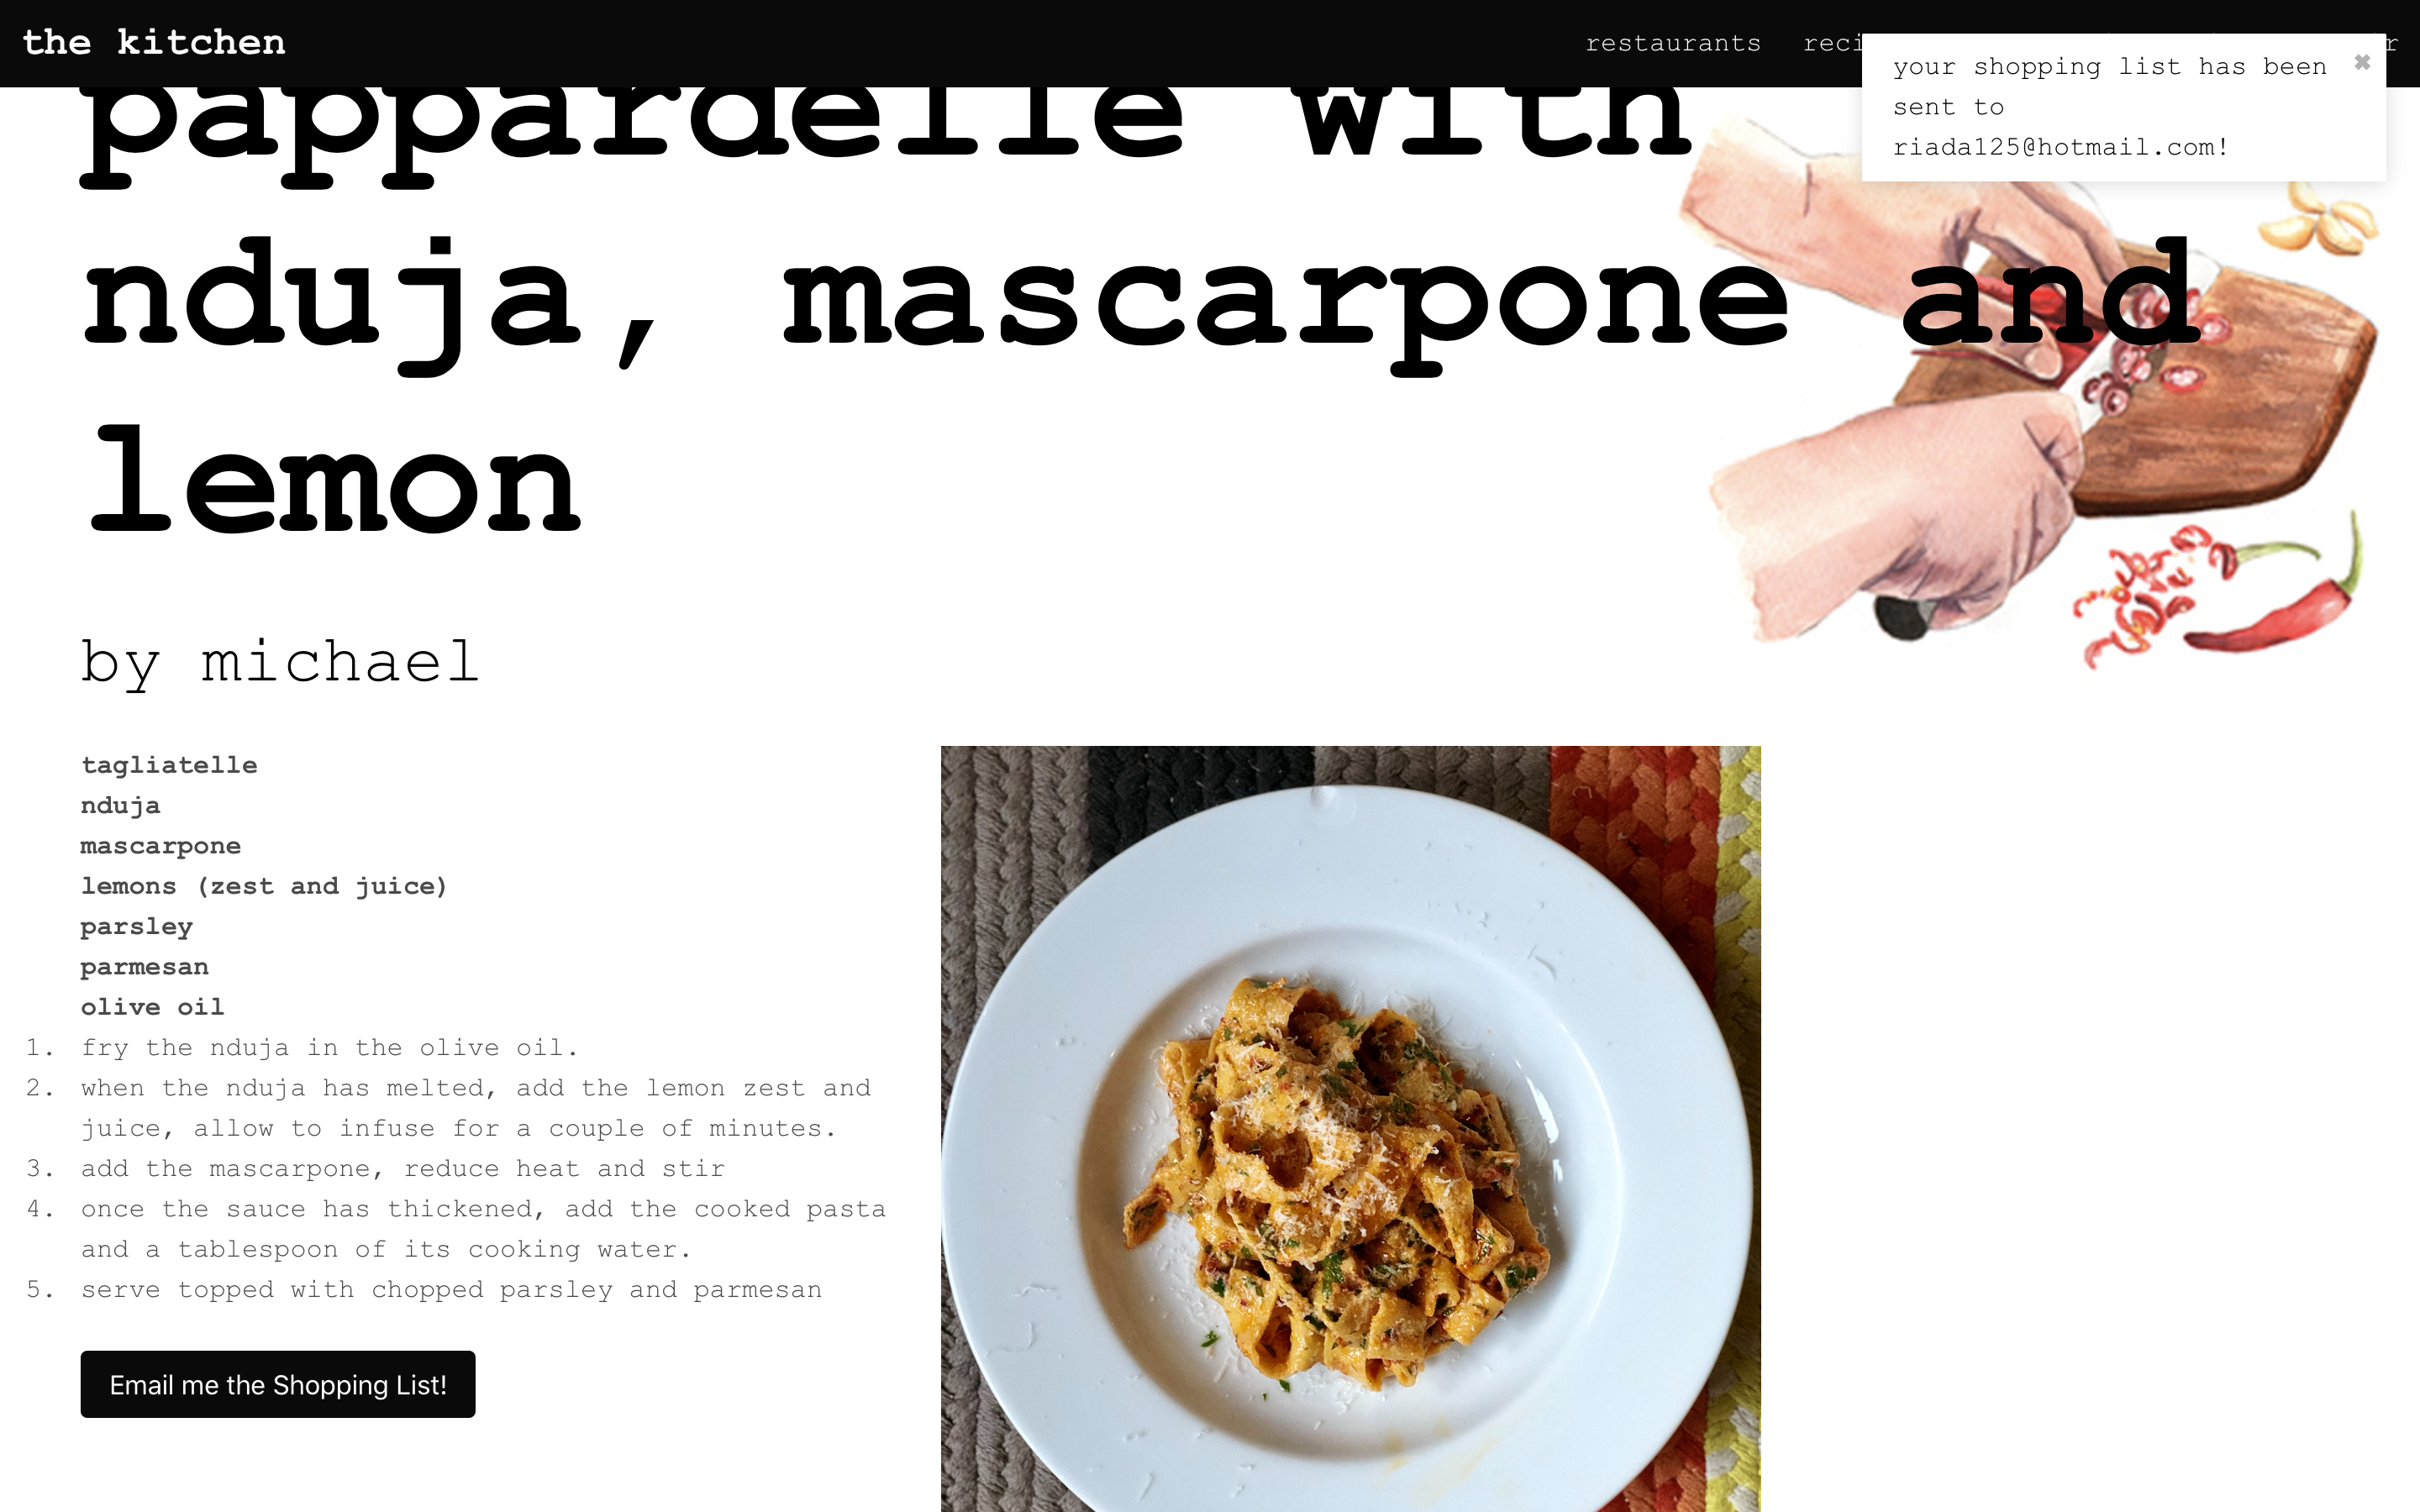 the kitchen
restaurants
your shopping list has been
sent to
riada125@hotmail.com!
pappardelle with
nduja, mascarpone and
lemon
by michael
tagliatelle
nduja
mascarpone
lemons (zest and juice)
parsley
parmesan
olive oil
1. fry the nduja in the olive oil.
2. when the nduja has melted, add the lemon zest and
juice, allow to infuse for a couple of minutes.
3. add the mascarpone, reduce heat and stir
4. once the sauce has thickened, add the cooked pasta
and a tablespoon of its cooking water.
5. serve topped with chopped parsley and parmesan
Email me the Shopping List!